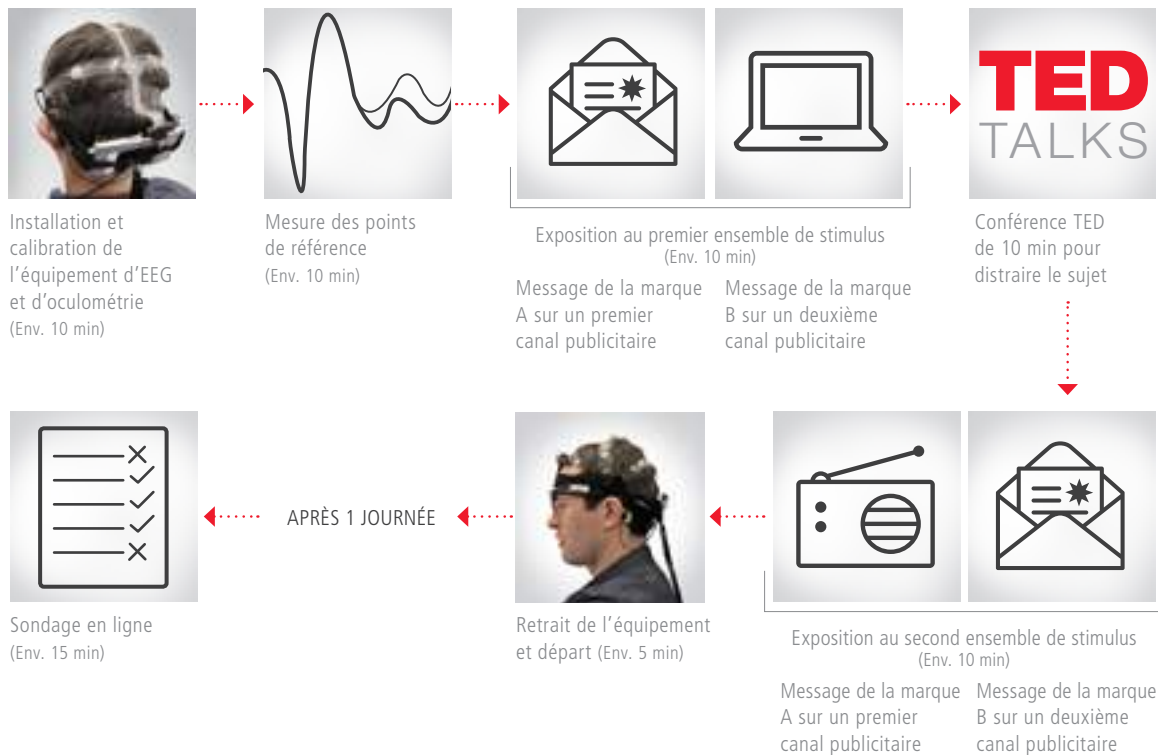 TED
TALKS
Installation et
calibration de
l'équipement d'EEG
et d'oculométrie
(Env. 10 min)
Mesure des points
de référence
(Env. 10 min)
Exposition au premier ensemble de stimulus
(Env. 10 min)
Message de la marque
A sur un premier
canal publicitaire
Message de la marque
B sur un deuxième
canal publicitaire
Conférence TED
de 10 min pour
distraire le sujet
Exposition au second ensemble de stimulus
(Env. 10 min)
Message de la marque
A sur un premier
canal publicitaire
Message de la marque
B sur un deuxième
canal publicitaire
Retrait de l'équipement
et départ (Env. 5 min)
APRÈS 1 JOURNÉE
Sondage en ligne
(Env. 15 min)